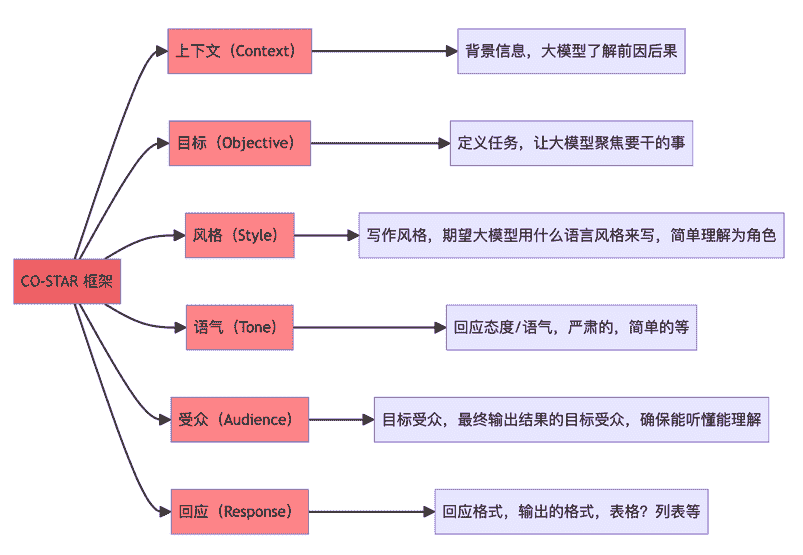 上下文（Context）
背景信息，大模型了解前因后果
目标（Objective）
定义任务，让大模型聚焦要干的事
风格（Style）
写作风格，期望大模型用什么语言风格来写，简单理解为角色
CO-STAR 框架
语气（Tone）
回应态度/语气，严肃的，简单的等
受众（Audience）
目标受众，最终输出结果的目标受众，确保能听懂能理解
回应（Response）
回应格式，输出的格式，表格？列表等